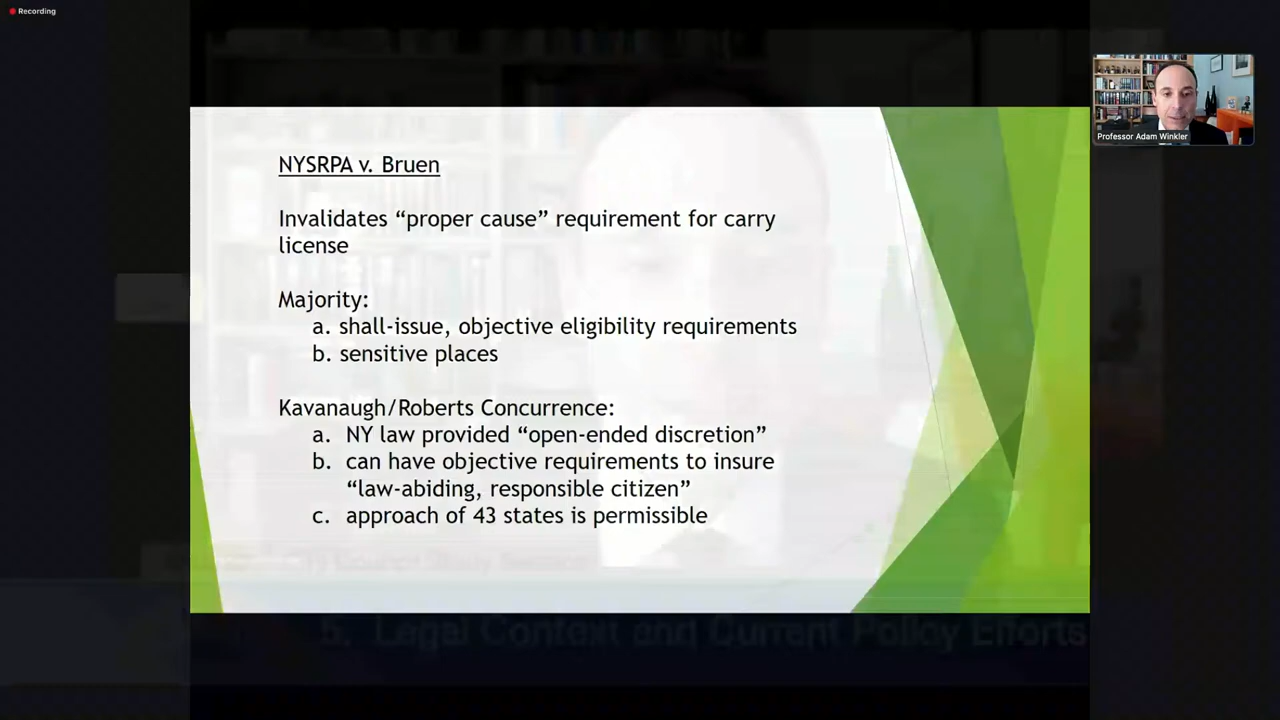 Recording
Professor Adam Winkler
NYSRPA v. Bruen
Invalidates “proper cause” requirement for carry
license
Majority:
a. shall-issue, objective eligibility requirements
b. sensitive places
Kavanaugh/Roberts Concurrence:
a. NY law provided “open-ended discretion”
b. can have objective requirements to insure
“law-abiding, responsible citizen”
c. approach of 43 states is permissible
5. Legal Context and Current Policy Efforts